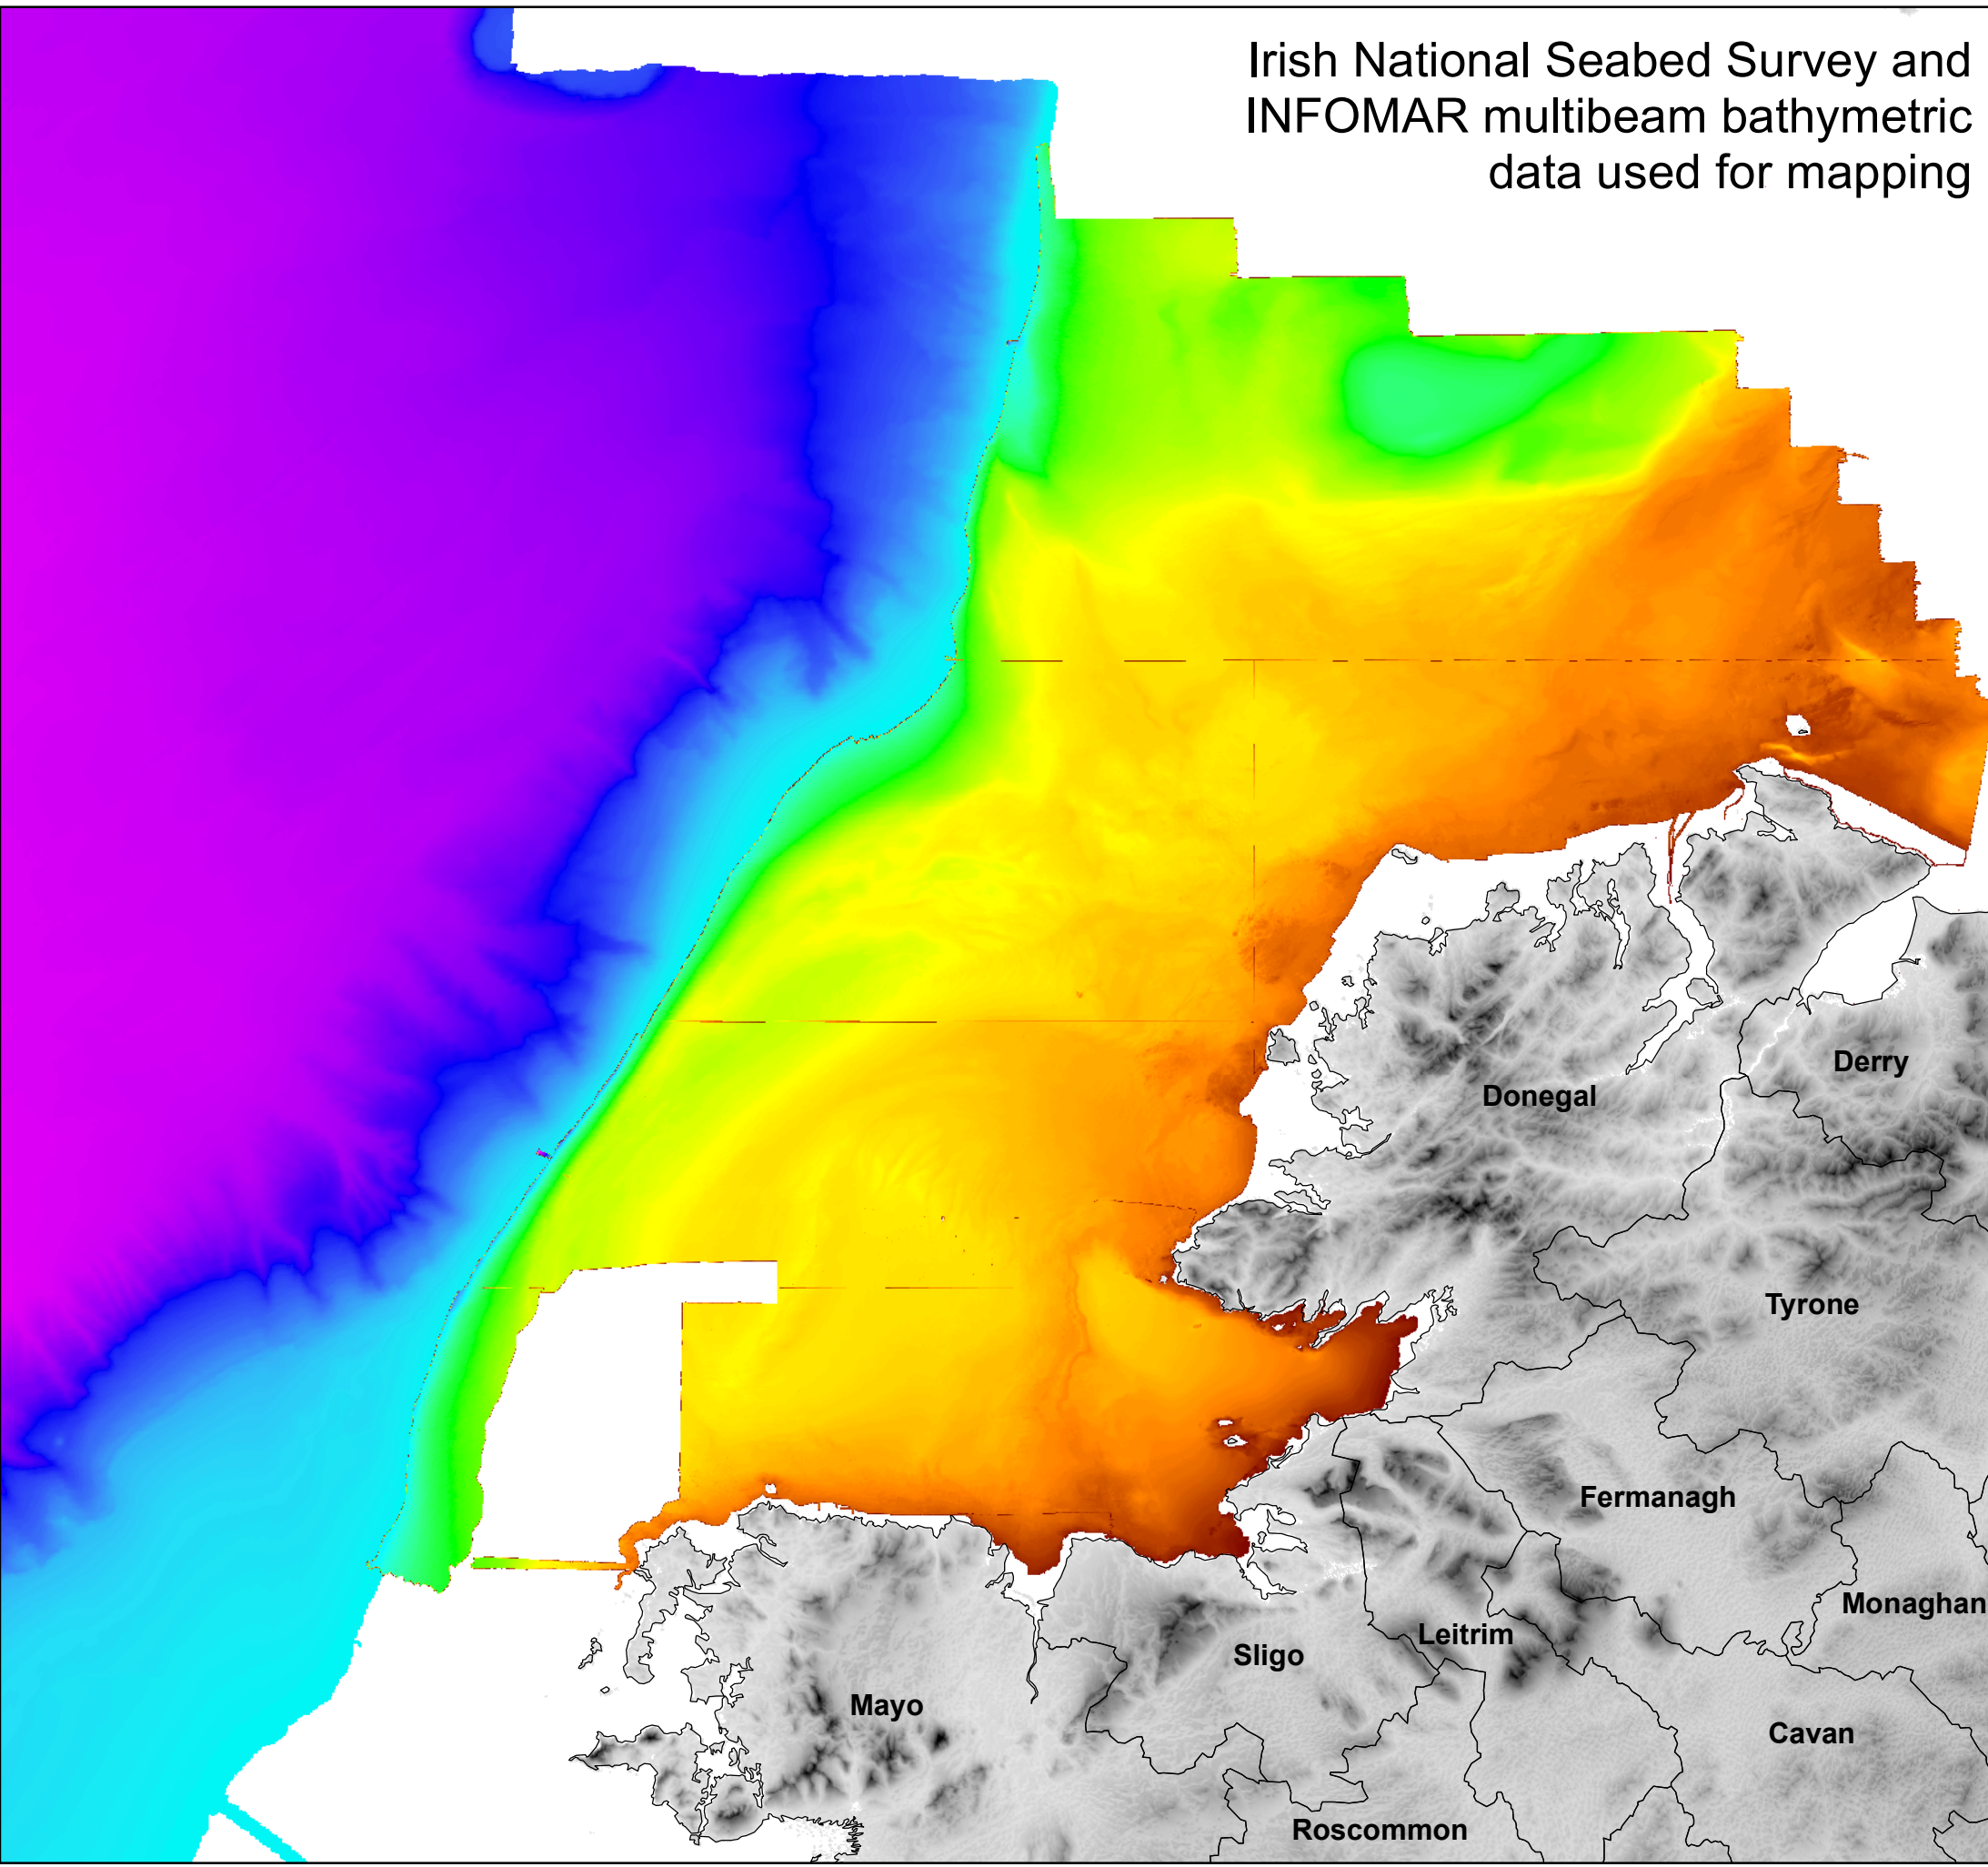 Irish National Seabed Survey and
INFOMAR multibeam bathymetric
data used for mapping
Derry
Donegal
Tyrone
Fermanagh
Monaghan
Leitrim
Sligo
Mayo
Cavan
Roscommon